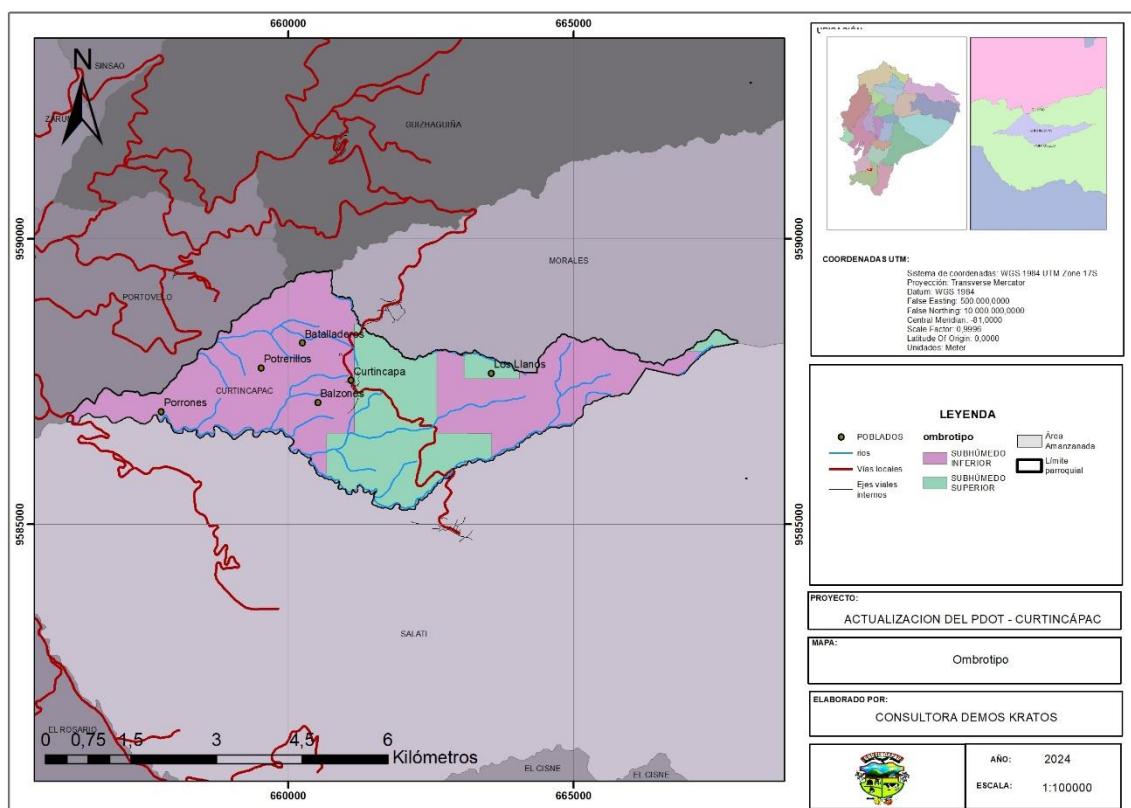 660000
665000
N
SINSAO
GUIZHAGUIÑA
9590000
9590000
MORALES
PORTOVELO
Batalladeros
Potrerillos
Curtincapa
Los Llanos
CURTINCAPAC
Balzones
Porrones
9585000
9585000
SALATI
EL ROSARIO
0 0,75 1,5 3 4,5 6
Kilómetros
EL CISNE
EL CISNE
660000
665000
COORDENADAS UTM:
Sistema de coordenadas: WGS 1984 UTM Zone 17S
Proyección: Transverse Mercator
Datum: WGS 1984
False Easting: 500.000,0000
False Northing: 10.000.000,0000
Central Meridian: -81,0000
Scale Factor: 0,9996
Latitude Of Origin: 0,0000
Unidades: Meter
LEYENDA
POBLADOS
rios
Vías locales
Ejes viales
internos
ombrotipo
SUBHÚMEDO
INFERIOR
SUBHÚMEDO
SUPERIOR
Área
Amanzanada
Límite
parroquial
PROYECTO:
ACTUALIZACION DEL PDOT - CURTINCÁPAC
MAPA:
Ombrotipo
ELABORADO POR:
CONSULTORA DEMOS KRATOS
AÑO: 2024
ESCALA: 1:100000